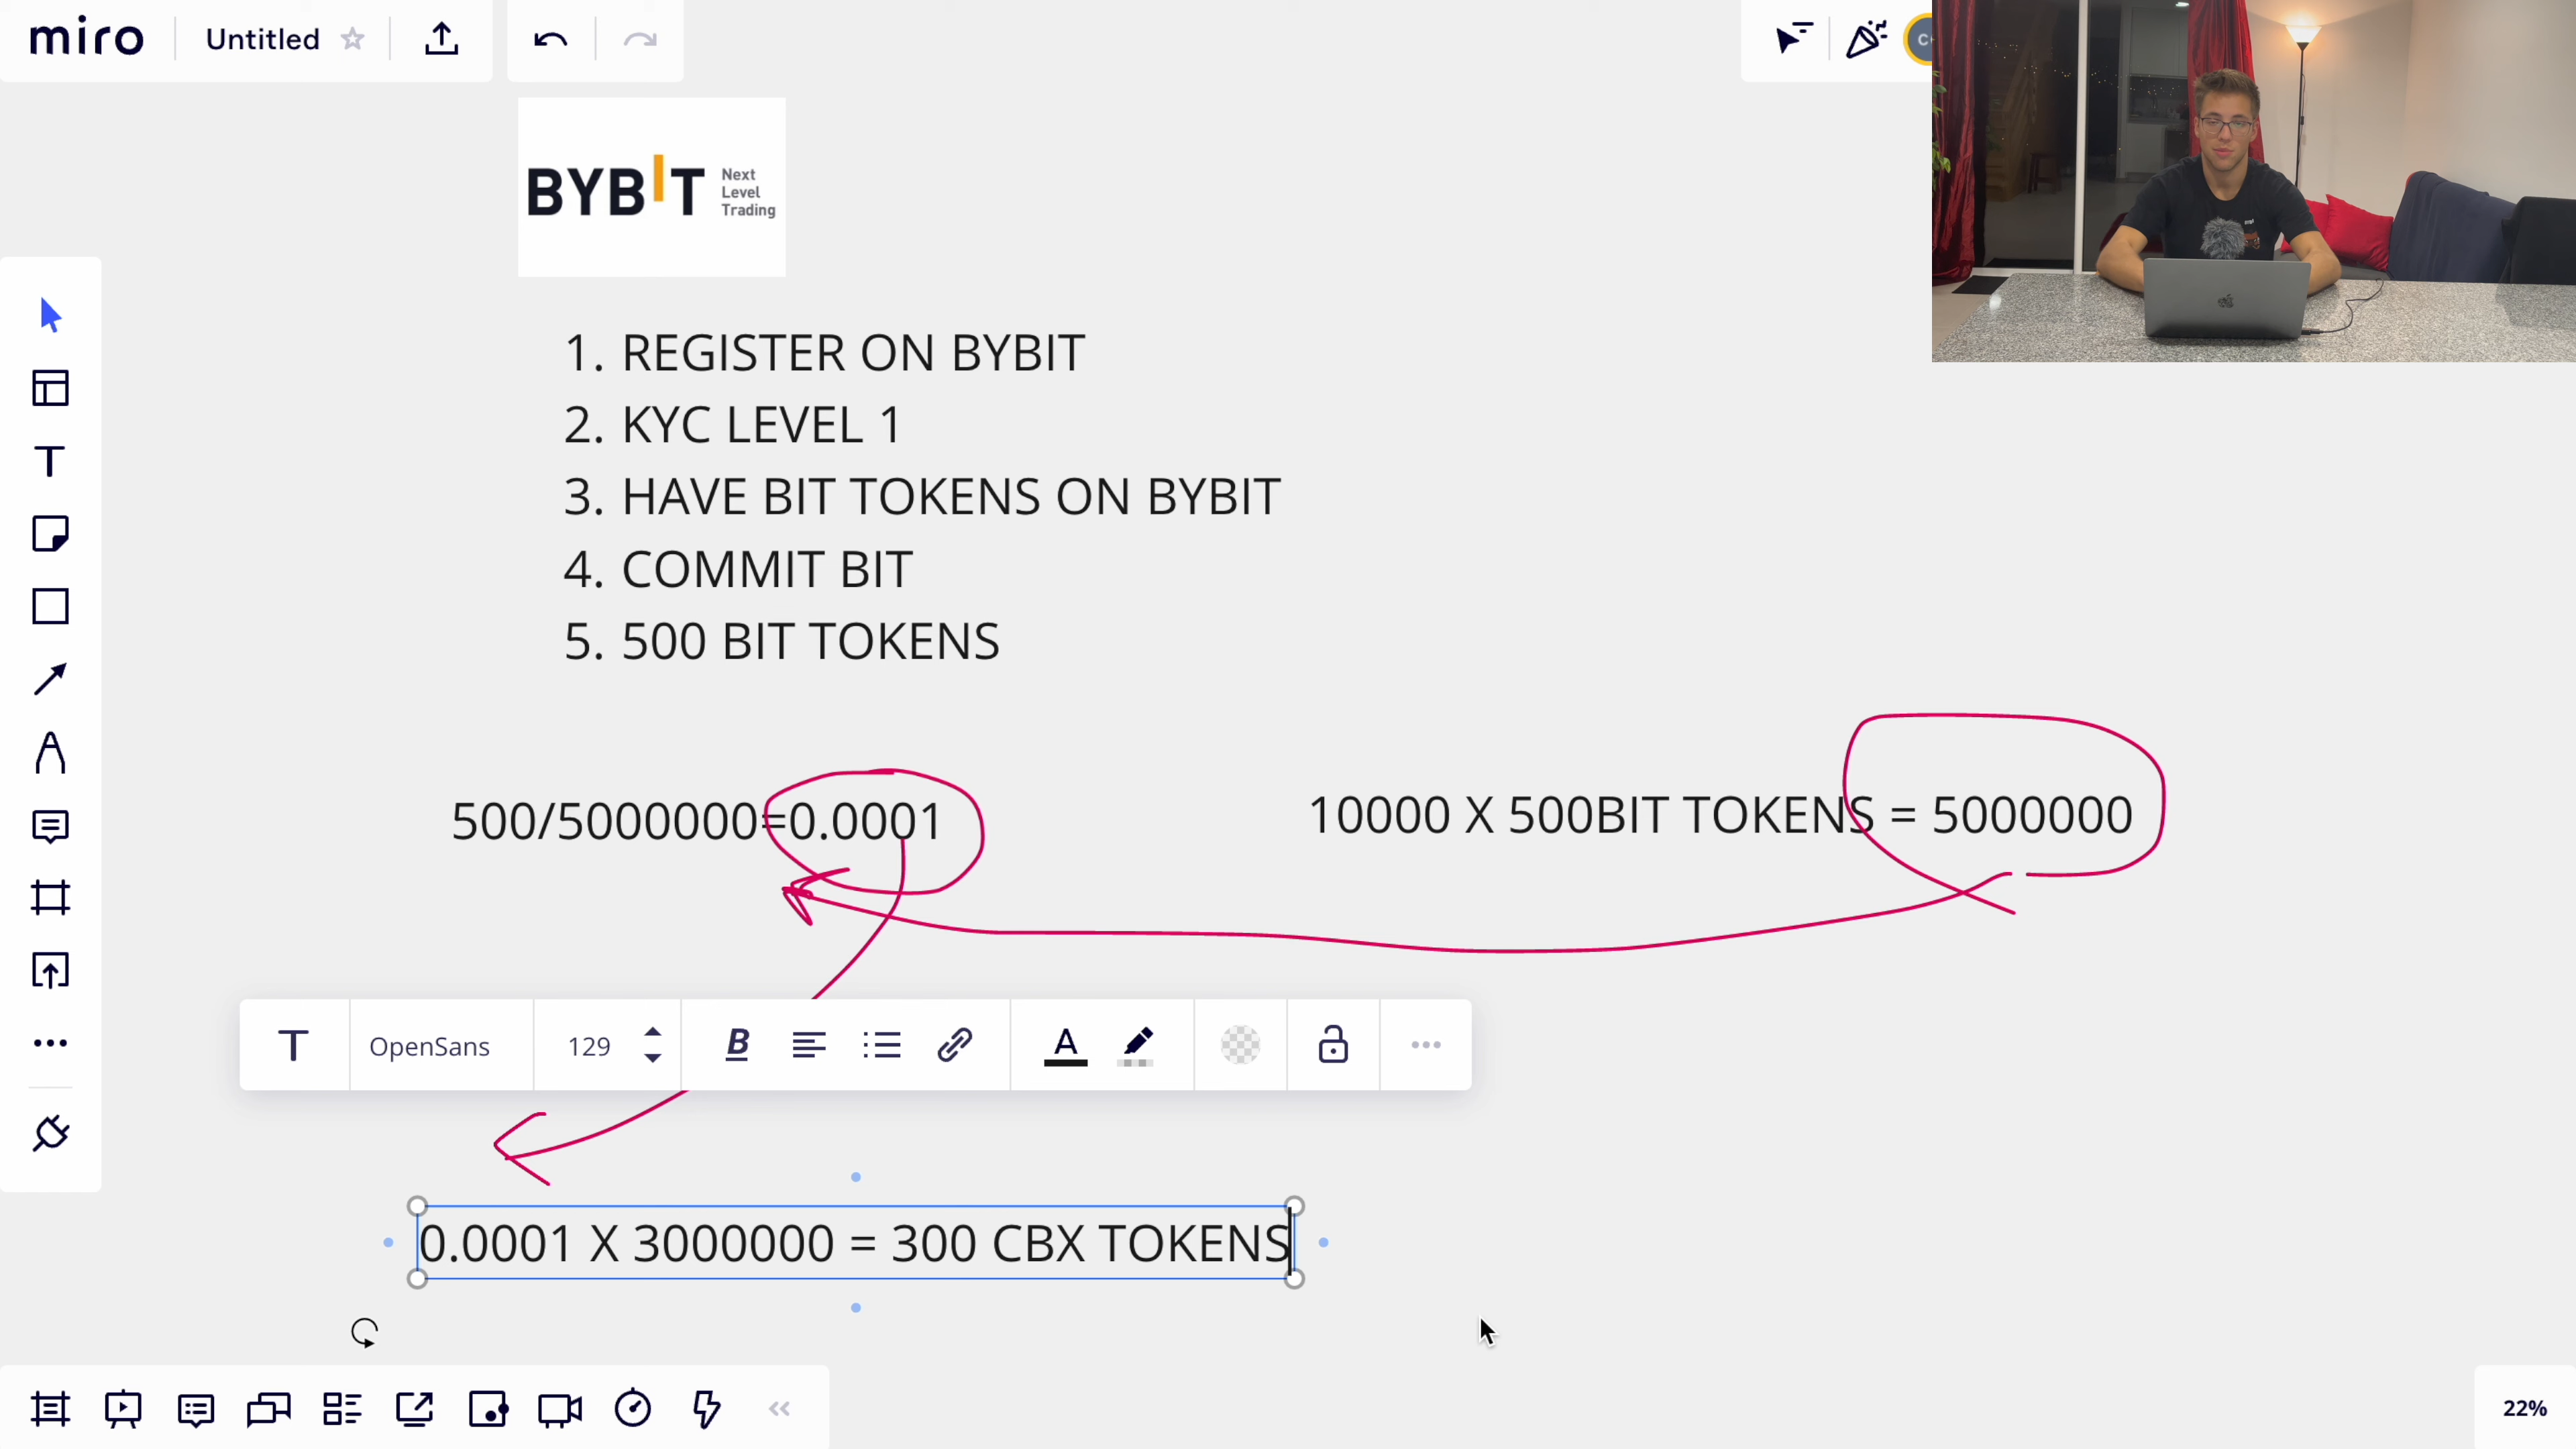 miro
Untitled
BYBIT
Next
Level
Trading
1. REGISTER ON BYBIT
2. KYC LEVEL 1
3. HAVE BIT TOKENS ON BYBIT
4. COMMIT BIT
5. 500 BIT TOKENS
500/5000000=0.0001
10000 X 500BIT TOKENS = 5000000
OpenSans
129
B
A
0.0001 X 3000000 = 300 CBX TOKENS
22%